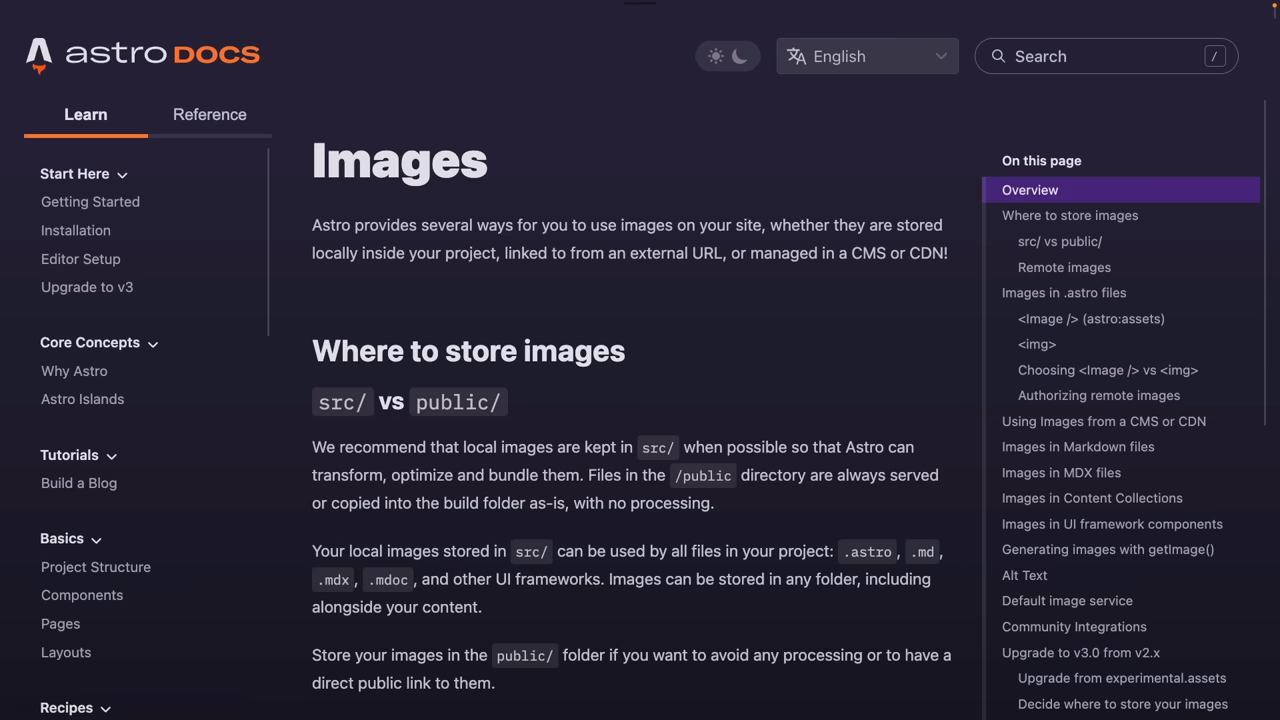 astro DOCS
English
Search
/
Learn
Reference
Start Here
Getting Started
Installation
Editor Setup
Upgrade to v3
Core Concepts
Why Astro
Astro Islands
Tutorials
Build a Blog
Basics
Project Structure
Components
Pages
Layouts
Recipes
Images
Astro provides several ways for you to use images on your site, whether they are stored
locally inside your project, linked to from an external URL, or managed in a CMS or CDN!
Where to store images
src/ vs public/
We recommend that local images are kept in src/ when possible so that Astro can
transform, optimize and bundle them. Files in the /public directory are always served
or copied into the build folder as-is, with no processing.
Your local images stored in src/ can be used by all files in your project: .astro, .md,
.mdx, .mdoc, and other UI frameworks. Images can be stored in any folder, including
alongside your content.
Store your images in the public/ folder if you want to avoid any processing or to have a
direct public link to them.
On this page
Overview
Where to store images
src/ vs public/
Remote images
Images in .astro files
<Image /> (astro:assets)
<img>
Choosing <Image /> vs <img>
Authorizing remote images
Using Images from a CMS or CDN
Images in Markdown files
Images in MDX files
Images in Content Collections
Images in UI framework components
Generating images with getImage()
Alt Text
Default image service
Community Integrations
Upgrade to v3.0 from v2.x
Upgrade from experimental.assets
Decide where to store your images